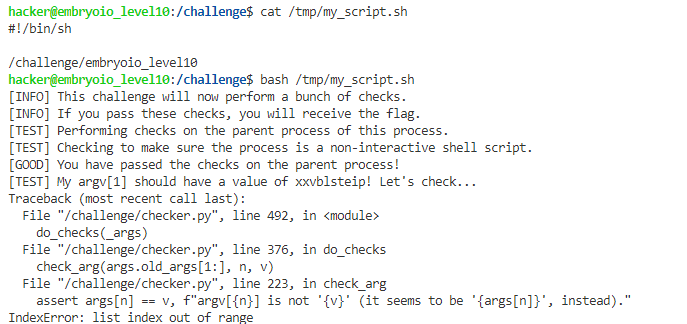 hacker@embryoio_level10:/challenge$ cat /tmp/my_script.sh
#!/bin/sh
/challenge/embryoio_level10
hacker@embryoio_level10:/challenge$ bash /tmp/my_script.sh
[INFO] This challenge will now perform a bunch of checks.
[INFO] If you pass these checks, you will receive the flag.
[TEST] Performing checks on the parent process of this process.
[TEST] Checking to make sure the process is a non-interactive shell script.
[GOOD] You have passed the checks on the parent process!
[TEST] My argv[1] should have a value of xxvblsteip! Let's check...
Traceback (most recent call last):
  File "/challenge/checker.py", line 492, in <module>
    do_checks(_args)
  File "/challenge/checker.py", line 376, in do_checks
    check_arg(args.old_args[1:], n, v)
  File "/challenge/checker.py", line 223, in check_arg
    assert args[n] == v, f"argv[{n}] is not '{v}' (it seems to be '{args[n]}', instead)."
IndexError: list index out of range